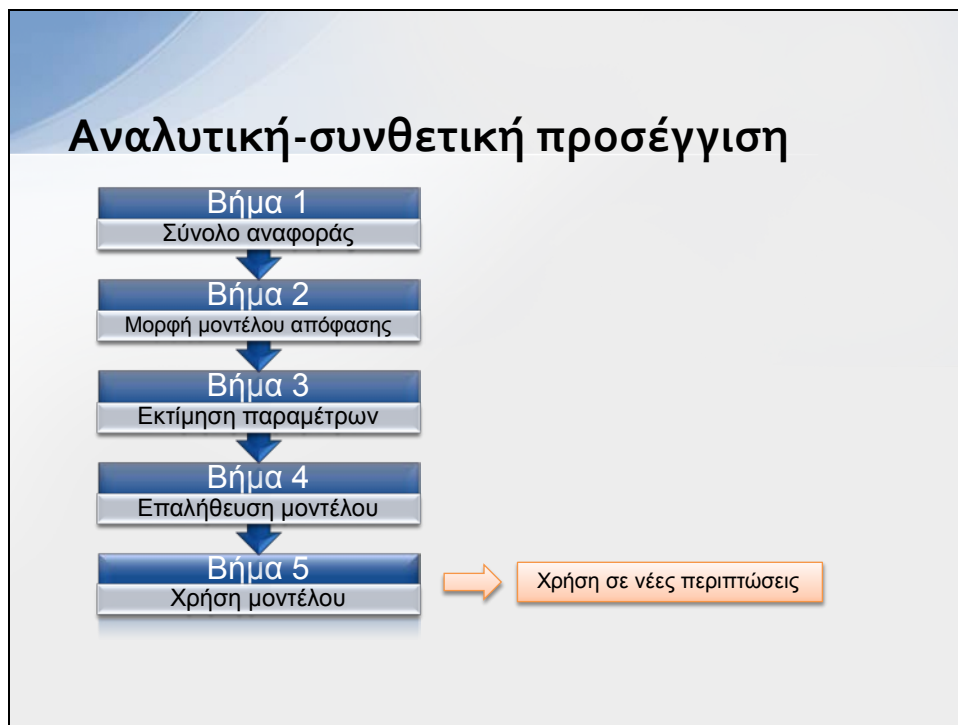 Αναλυτική-συνθετική προσέγγιση
Βήμα 1
Σύνολο αναφοράς
Βήμα 2
Μορφή μοντέλου απόφασης
Βήμα 3
Εκτίμηση παραμέτρων
Βήμα 4
Επαλήθευση μοντέλου
Βήμα 5
Χρήση μοντέλου
Χρήση σε νέες περιπτώσεις